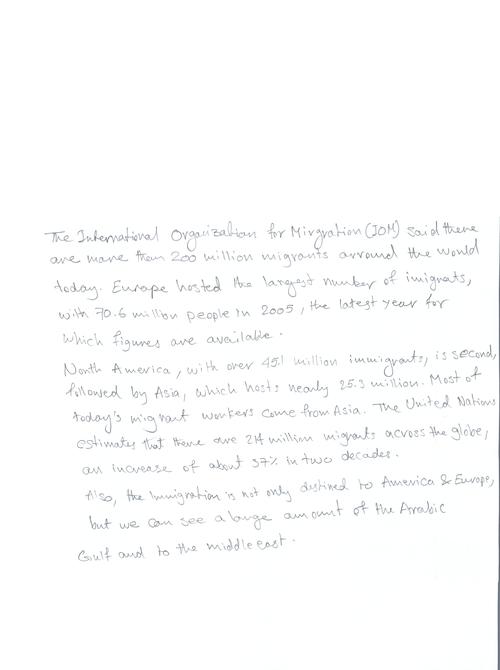 The International Organization for Mirgration (IOM) said there
are more then 200 million migrants arround the world
today. Europe hosted the largest number of imigrats,
with 70.6 million people in 2005, the latest year for
which figures are available.
North America, with over 45.1 million immigrants, is second,
followed by Asia, which hosts nearly 25.3 million. Most of
today's migrant workers come from Asia. The United Nations
estimates that there are 214 million migrants across the globe,
an increase of about 37% in two decades.
Also, the Immigration is not only destined to America & Europe,
but we can see a large amount of the Arabic
Gulf and to the middle east.